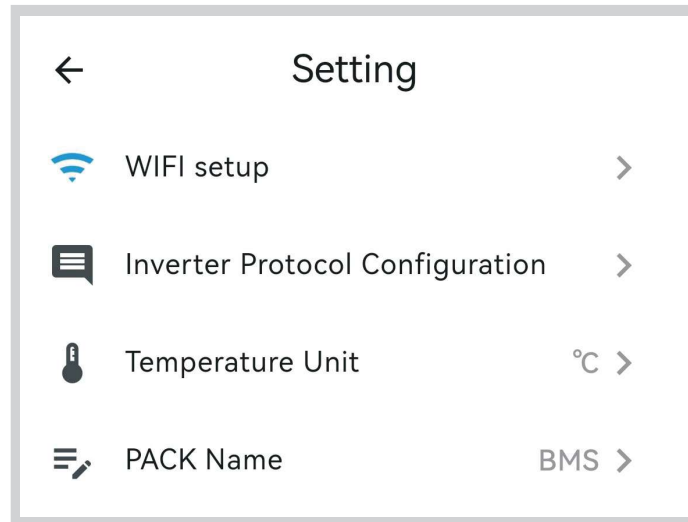 Setting
WIFI setup
Inverter Protocol Configuration
Temperature Unit ℃
PACK Name BMS